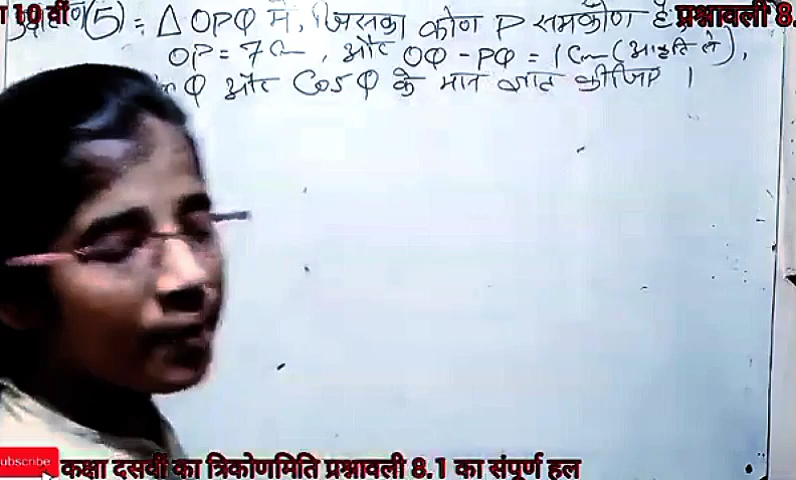 10 वीं
(5) = Δ OPQ में, जिसका कोण P समकोण है
प्रश्नावली 8.
OP = 7 Cm, और OQ - PQ = 1 Cm (आकृति ले),
Q और Cos Q के मान ज्ञात कीजिए ।
ubscribe
कक्षा दसवीं का त्रिकोणमिति प्रश्नावली 8.1 का संपूर्ण हल